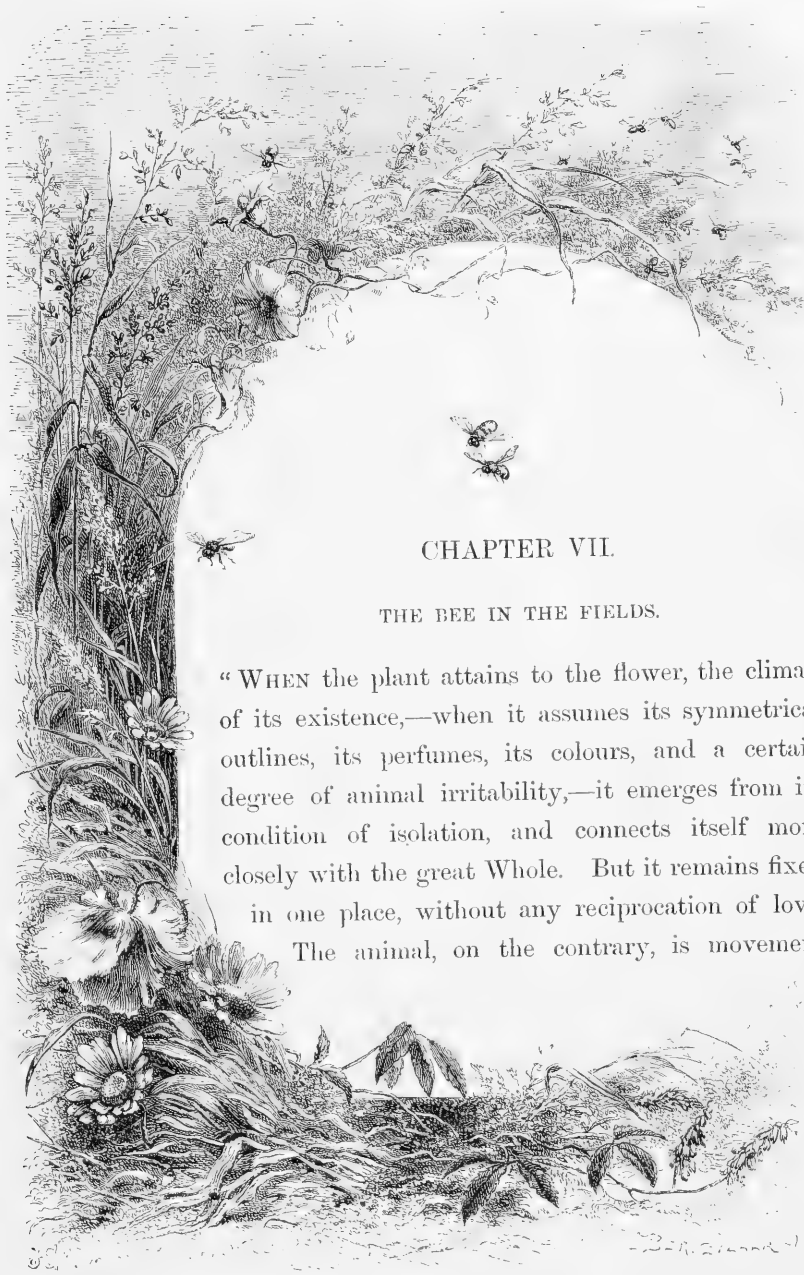 CHAPTER VII.
THE BEE IN THE FIELDS.
“WHEN the plant attains to the flower, the clima
of its existence,—when it assumes its symmetrica
outlines, its perfumes, its colours, and a certai
degree of animal irritability,—it emerges from i
condition of isolation, and connects itself mor
closely with the great Whole. But it remains fixe
in one place, without any reciprocation of lov
The animal, on the contrary, is movemen